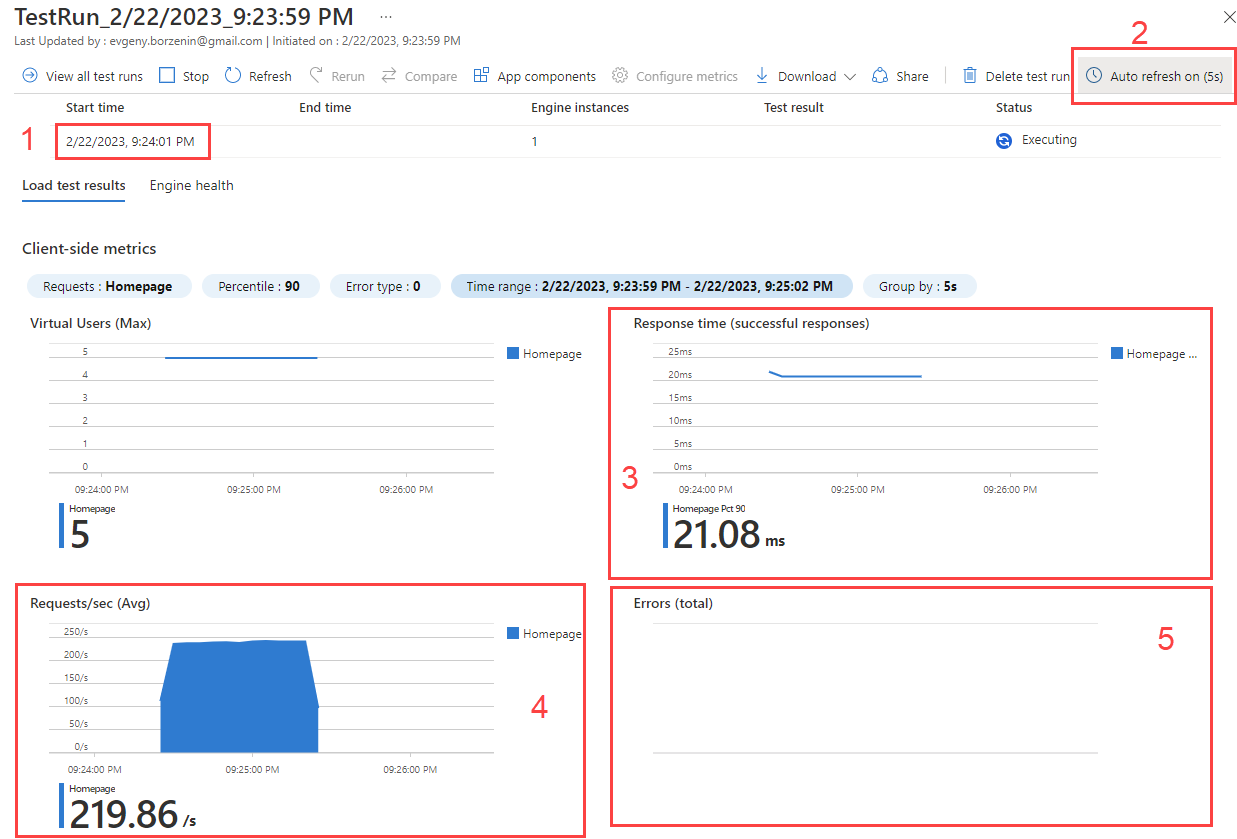 TestRun_2/22/2023_9:23:59 PM ...
Last Updated by : evgeny.borzenin@gmail.com | Initiated on : 2/22/2023, 9:23:59 PM
2
View all test runs Stop Refresh Rerun Compare App components Configure metrics Download Share Delete test run Auto refresh on (5s)
Start time End time Engine instances Test result Status
1 2/22/2023, 9:24:01 PM 1 Executing
Load test results Engine health
Client-side metrics
Requests : Homepage Percentile : 90 Error type : 0 Time range : 2/22/2023, 9:23:59 PM - 2/22/2023, 9:25:02 PM Group by : 5s
Virtual Users (Max)
5
4
3
2
1
0
09:24:00 PM 09:25:00 PM 09:26:00 PM
Homepage
Homepage
5
Response time (successful responses)
25ms
20ms
15ms
10ms
5ms
0ms
09:24:00 PM 09:25:00 PM 09:26:00 PM
Homepage ...
3
Homepage Pct 90
21.08 ms
Requests/sec (Avg)
250/s
200/s
150/s
100/s
50/s
0/s
09:24:00 PM 09:25:00 PM 09:26:00 PM
Homepage
4
Homepage
219.86 /s
Errors (total)
5